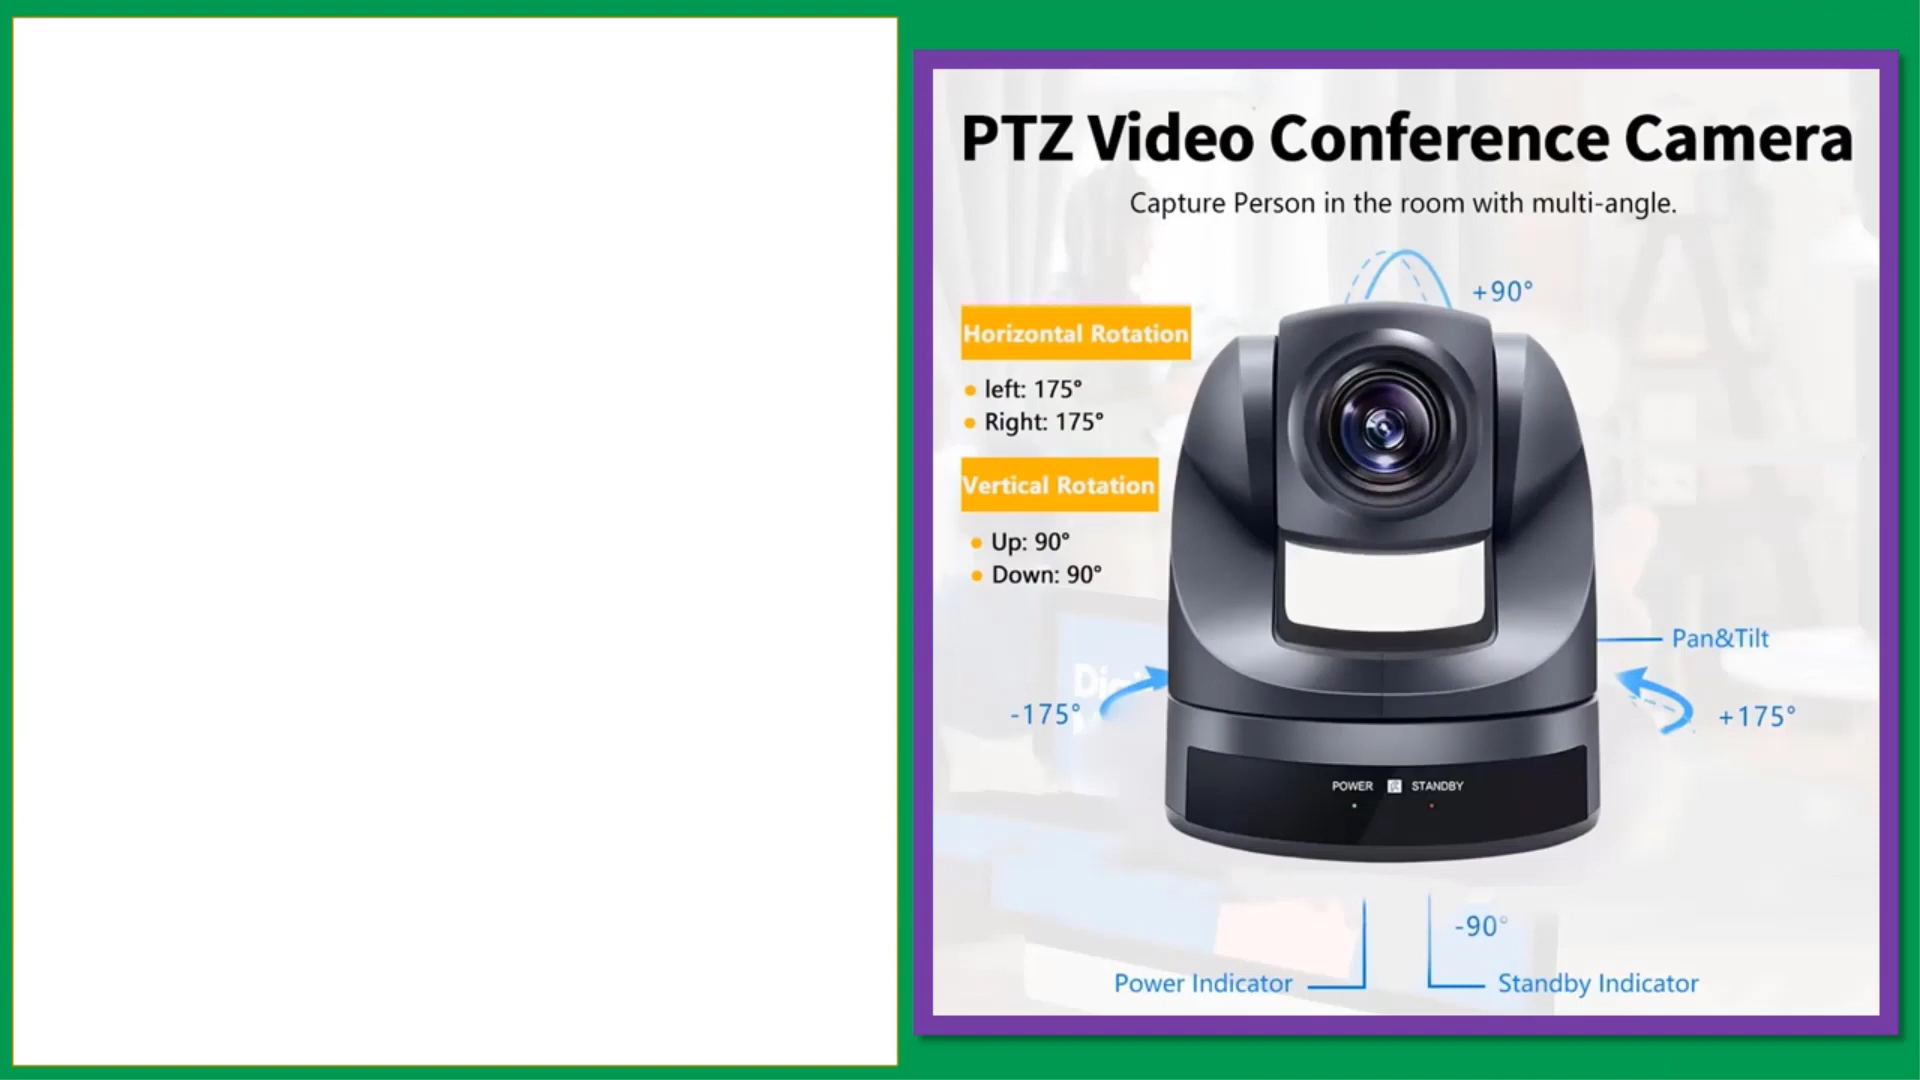 PTZ Video Conference Camera
Capture Person in the room with multi-angle.
+90°
Horizontal Rotation
left: 175°
Right: 175°
Vertical Rotation
Up: 90°
Down: 90°
Pan&Tilt
-175°
+175°
POWER STANDBY
-90°
Power Indicator
Standby Indicator